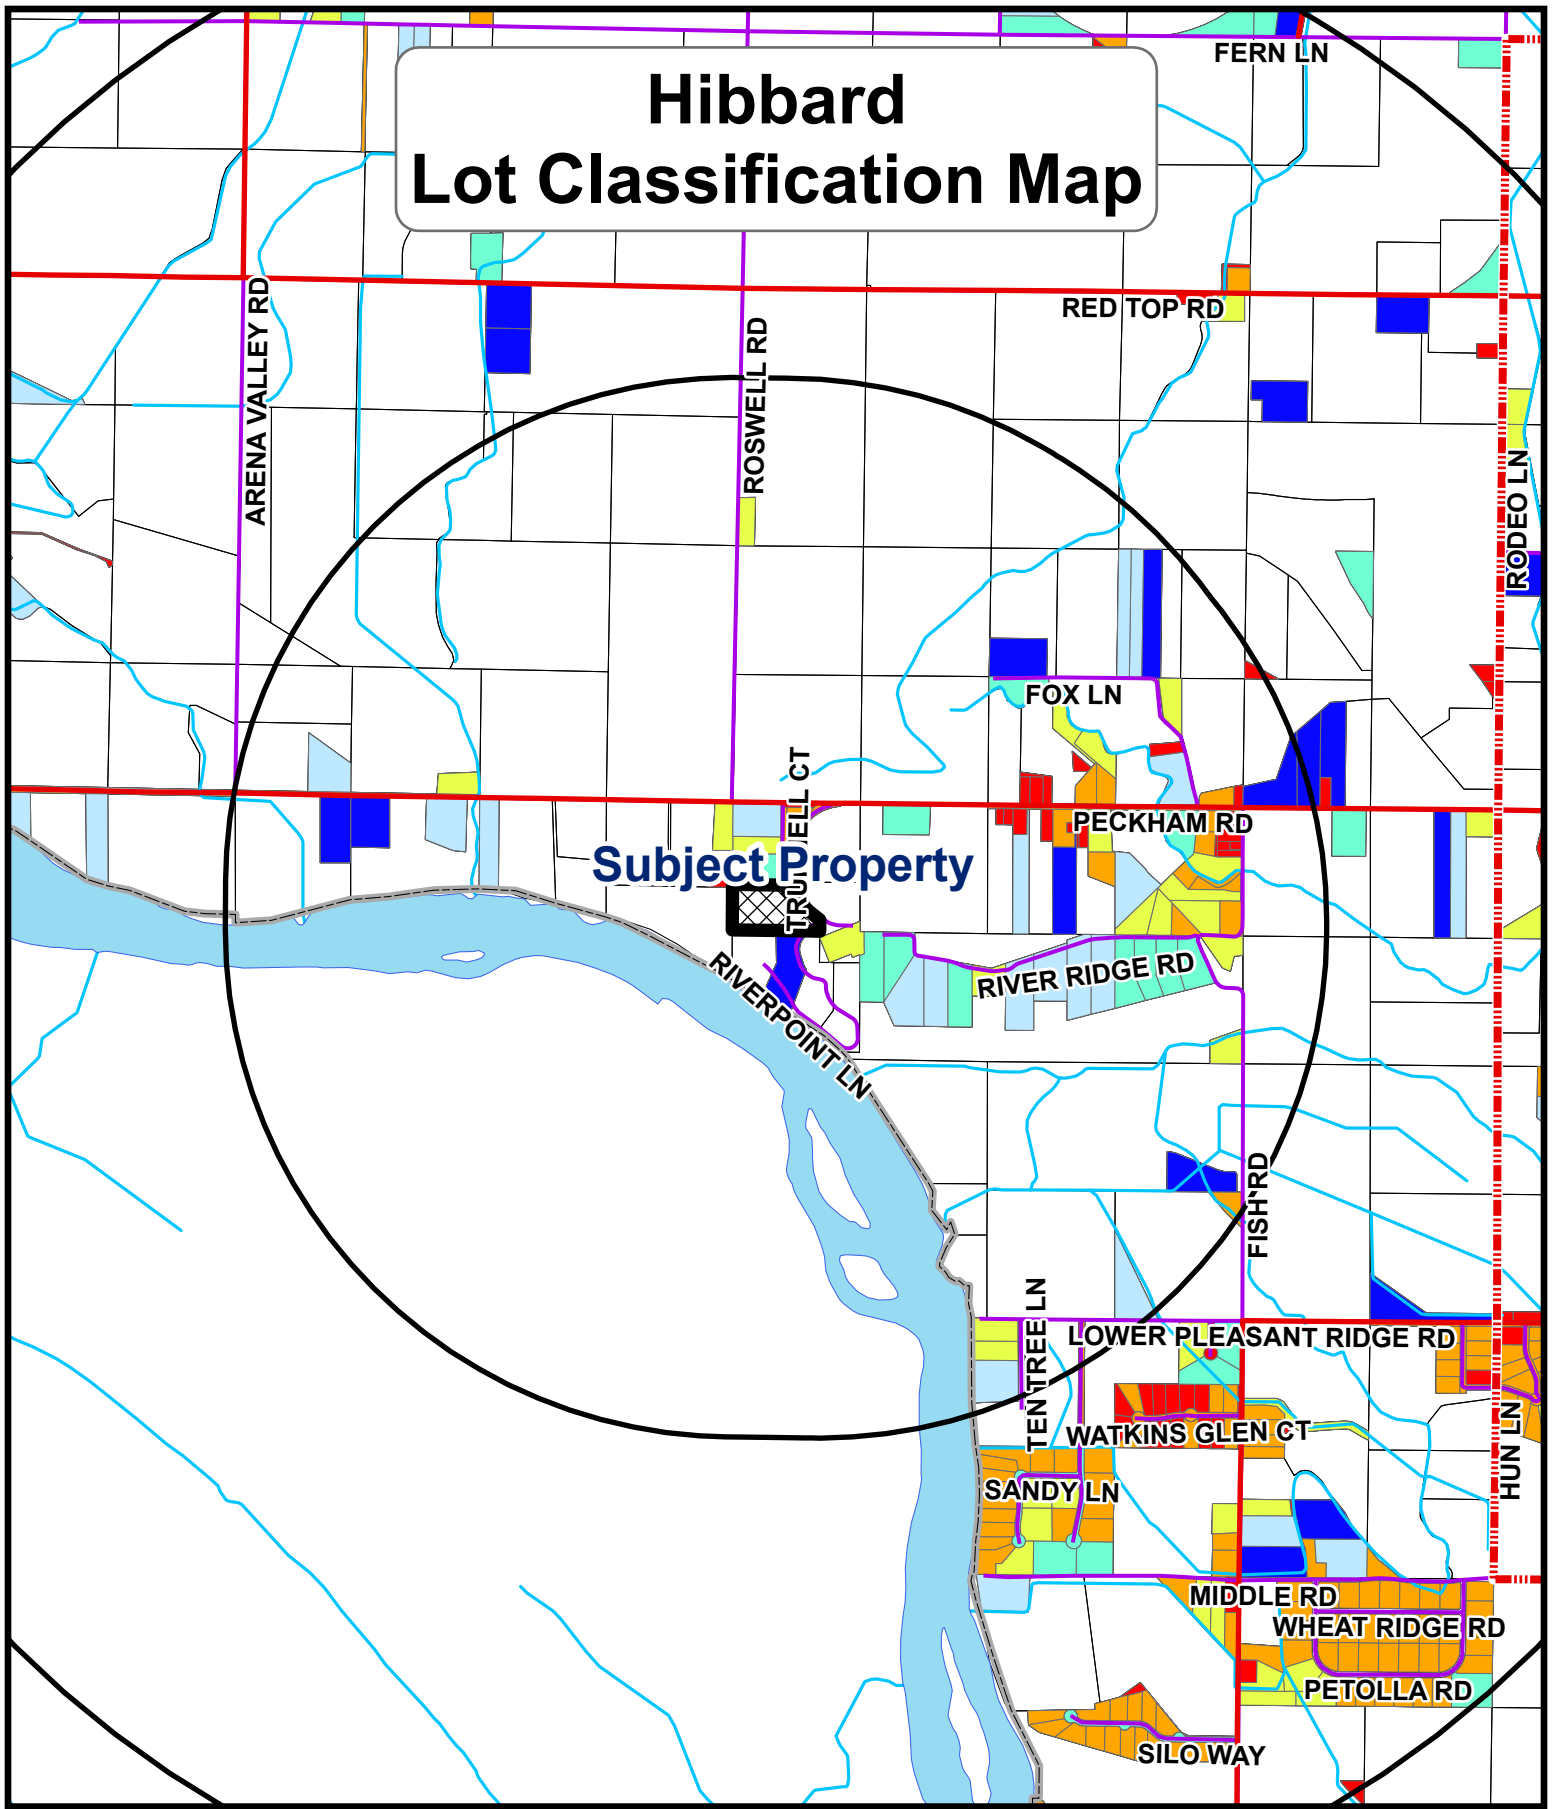 FERN LN
Hibbard
Lot Classification Map
RED TOP RD
ARENA VALLEY RD
ROSWELL RD
RODEO LN
FOX LN
PECKHAM RD
Subject Property
RIVER RIDGE RD
RIVERPOINT LN
FISH RD
TEN TREE LN
LOWER PLEASANT RIDGE RD
WATKINS GLEN CT
HUN LN
SANDY LN
MIDDLE RD
WHEAT RIDGE RD
PETOLLA RD
SILO WAY